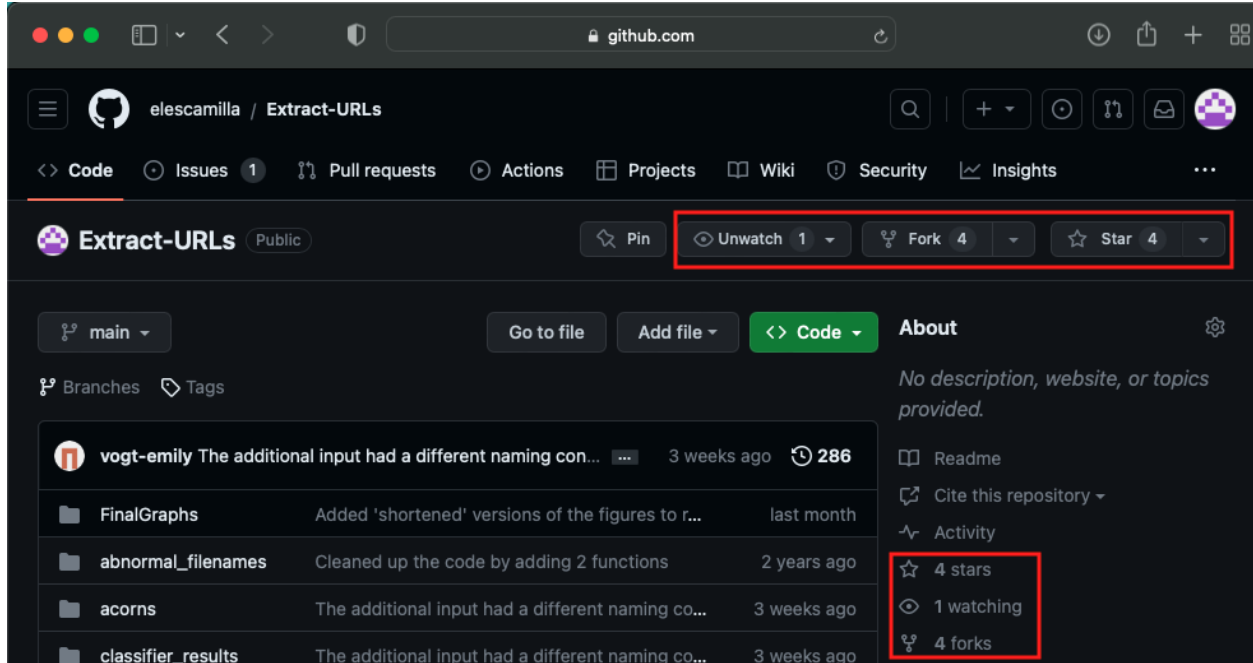 github.com
elescamilla / Extract-URLs
Code Issues 1 Pull requests Actions Projects Wiki Security Insights ...
Extract-URLs Public Pin Unwatch 1 Fork 4 Star 4
main Go to file Add file Code
Branches Tags
vogt-emily The additional input had a different naming con... ... 3 weeks ago 286
FinalGraphs Added 'shortened' versions of the figures to r... last month
abnormal_filenames Cleaned up the code by adding 2 functions 2 years ago
acorns The additional input had a different naming co... 3 weeks ago
classifier_results The additional input had a different naming co... 3 weeks ago
About
No description, website, or topics
provided.
Readme
Cite this repository
Activity
4 stars
1 watching
4 forks